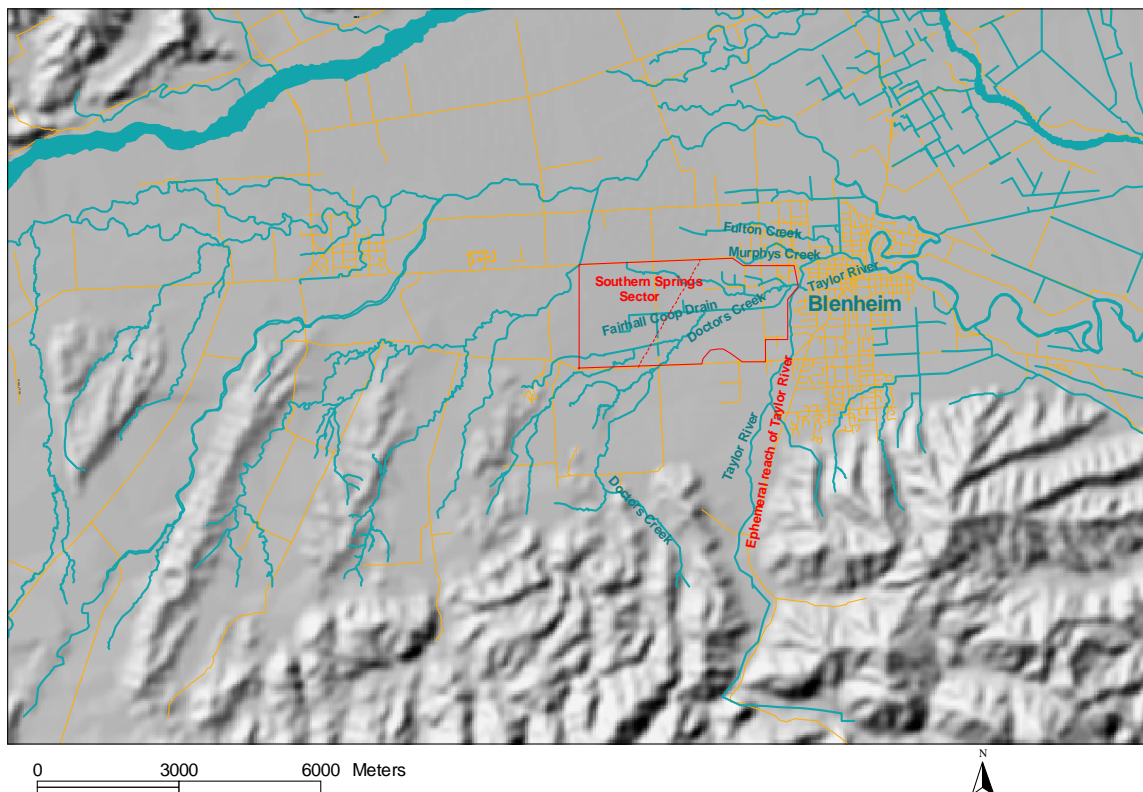 Fulton Creek
Murphys Creek
Taylor River
Southern Springs
Sector
Blenheim
Fairhall Coop Drain
Doctors Creek
Taylor River
Ephemeral reach of Taylor River
Doctors Creek
0 3000 6000 Meters
N